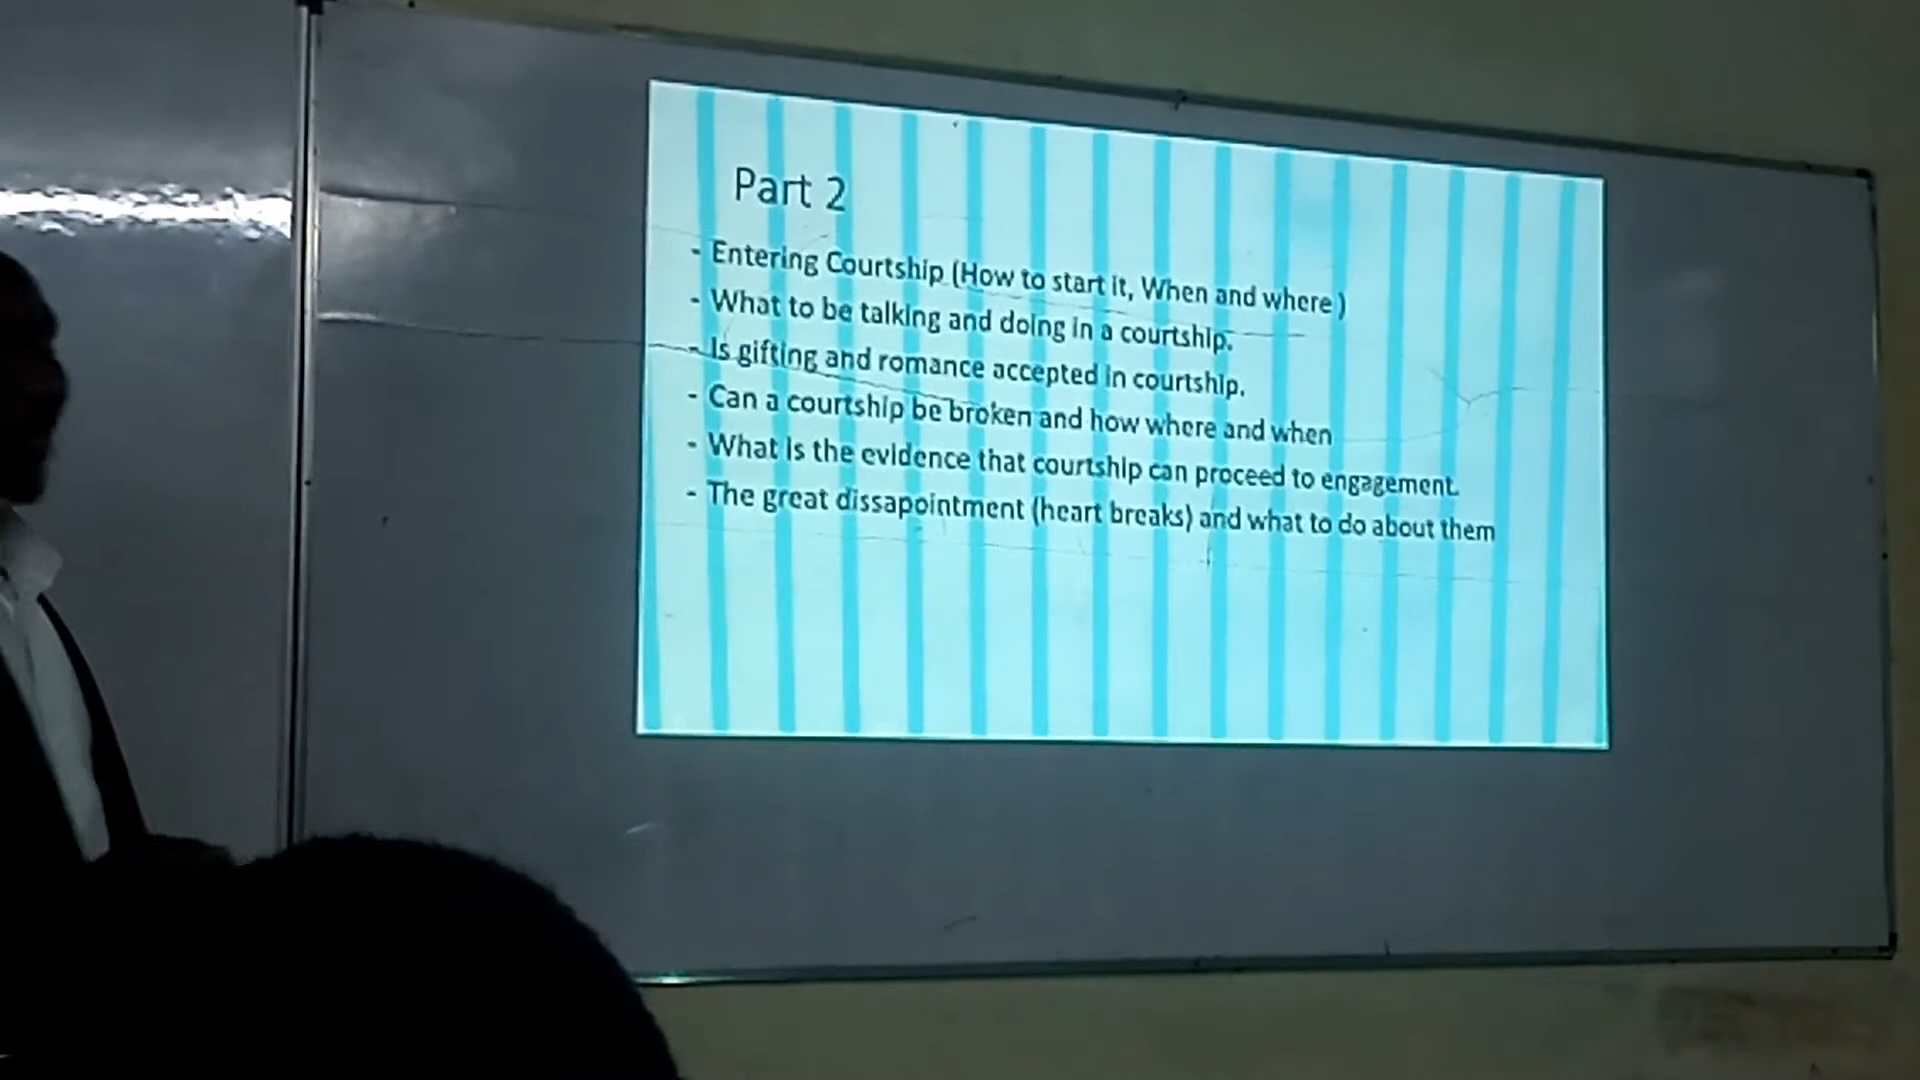 Part 2
- Entering Courtship (How to start it, When and where )
- What to be talking and doing in a courtship.
- Is gifting and romance accepted in courtship.
- Can a courtship be broken and how where and when
- What is the evidence that courtship can proceed to engagement.
- The great dissapointment (heart breaks) and what to do about them